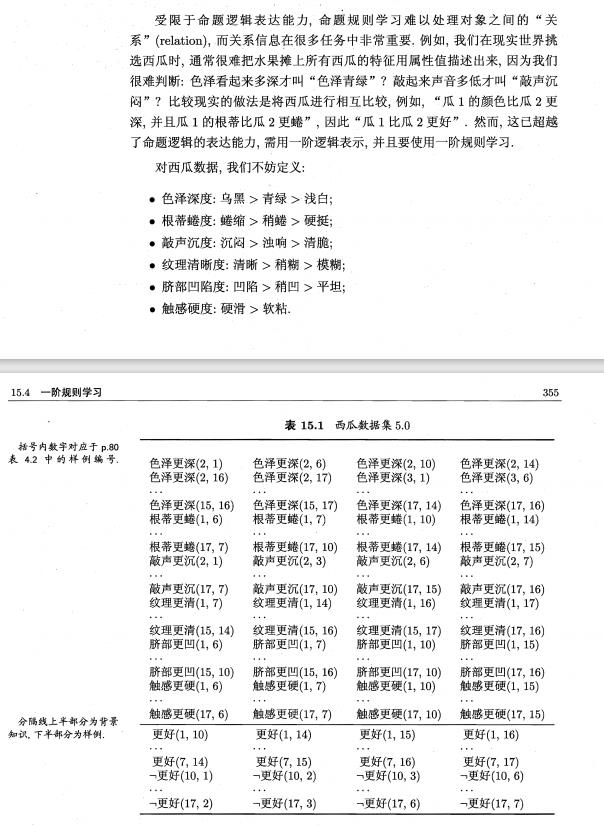 受限于命题逻辑表达能力, 命题规则学习难以处理对象之间的“关
系”(relation), 而关系信息在很多任务中非常重要. 例如, 我们在现实世界挑
选西瓜时, 通常很难把水果摊上所有西瓜的特征用属性值描述出来, 因为我们
很难判断: 色泽看起来多深才叫“色泽青绿”? 敲起来声音多低才叫“敲声沉
闷”? 比较现实的做法是将西瓜进行相互比较, 例如, “瓜 1 的颜色比瓜 2 更
深, 并且瓜 1 的根蒂比瓜 2 更蜷”, 因此“瓜 1 比瓜 2 更好”. 然而, 这已超越
了命题逻辑的表达能力, 需用一阶逻辑表示, 并且要使用一阶规则学习.
对西瓜数据, 我们不妨定义:
• 色泽深度: 乌黑 > 青绿 > 浅白;
• 根蒂蜷度: 蜷缩 > 稍蜷 > 硬挺;
• 敲声沉度: 沉闷 > 浊响 > 清脆;
• 纹理清晰度: 清晰 > 稍糊 > 模糊;
• 脐部凹陷度: 凹陷 > 稍凹 > 平坦;
• 触感硬度: 硬滑 > 软粘.
15.4 一阶规则学习 355
表 15.1 西瓜数据集 5.0
括号内数字对应于 p.80
表 4.2 中的样例编号.
色泽更深(2, 1) 色泽更深(2, 6) 色泽更深(2, 10) 色泽更深(2, 14)
色泽更深(2, 16) 色泽更深(2, 17) 色泽更深(3, 1) 色泽更深(3, 6)
… … … …
色泽更深(15, 16) 色泽更深(15, 17) 色泽更深(17, 14) 色泽更深(17, 16)
根蒂更蜷(1, 6) 根蒂更蜷(1, 7) 根蒂更蜷(1, 10) 根蒂更蜷(1, 14)
… … … …
根蒂更蜷(17, 7) 根蒂更蜷(17, 10) 根蒂更蜷(17, 14) 根蒂更蜷(17, 15)
敲声更沉(2, 1) 敲声更沉(2, 3) 敲声更沉(2, 6) 敲声更沉(2, 7)
… … … …
敲声更沉(17, 7) 敲声更沉(17, 10) 敲声更沉(17, 15) 敲声更沉(17, 16)
纹理更清(1, 7) 纹理更清(1, 14) 纹理更清(1, 16) 纹理更清(1, 17)
… … … …
纹理更清(15, 14) 纹理更清(15, 16) 纹理更清(15, 17) 纹理更清(17, 16)
脐部更凹(1, 6) 脐部更凹(1, 7) 脐部更凹(1, 10) 脐部更凹(1, 15)
… … … …
脐部更凹(15, 10) 脐部更凹(15, 16) 脐部更凹(17, 10) 脐部更凹(17, 16)
触感更硬(1, 6) 触感更硬(1, 7) 触感更硬(1, 10) 触感更硬(1, 15)
… … … …
触感更硬(17, 6) 触感更硬(17, 7) 触感更硬(17, 10) 触感更硬(17, 15)
分隔线上半部分为背景
知识, 下半部分为样例.
更好(1, 10) 更好(1, 14) 更好(1, 15) 更好(1, 16)
… … … …
更好(7, 14) 更好(7, 15) 更好(7, 16) 更好(7, 17)
¬更好(10, 1) ¬更好(10, 2) ¬更好(10, 3) ¬更好(10, 6)
… … … …
¬更好(17, 2) ¬更好(17, 3) ¬更好(17, 6) ¬更好(17, 7)